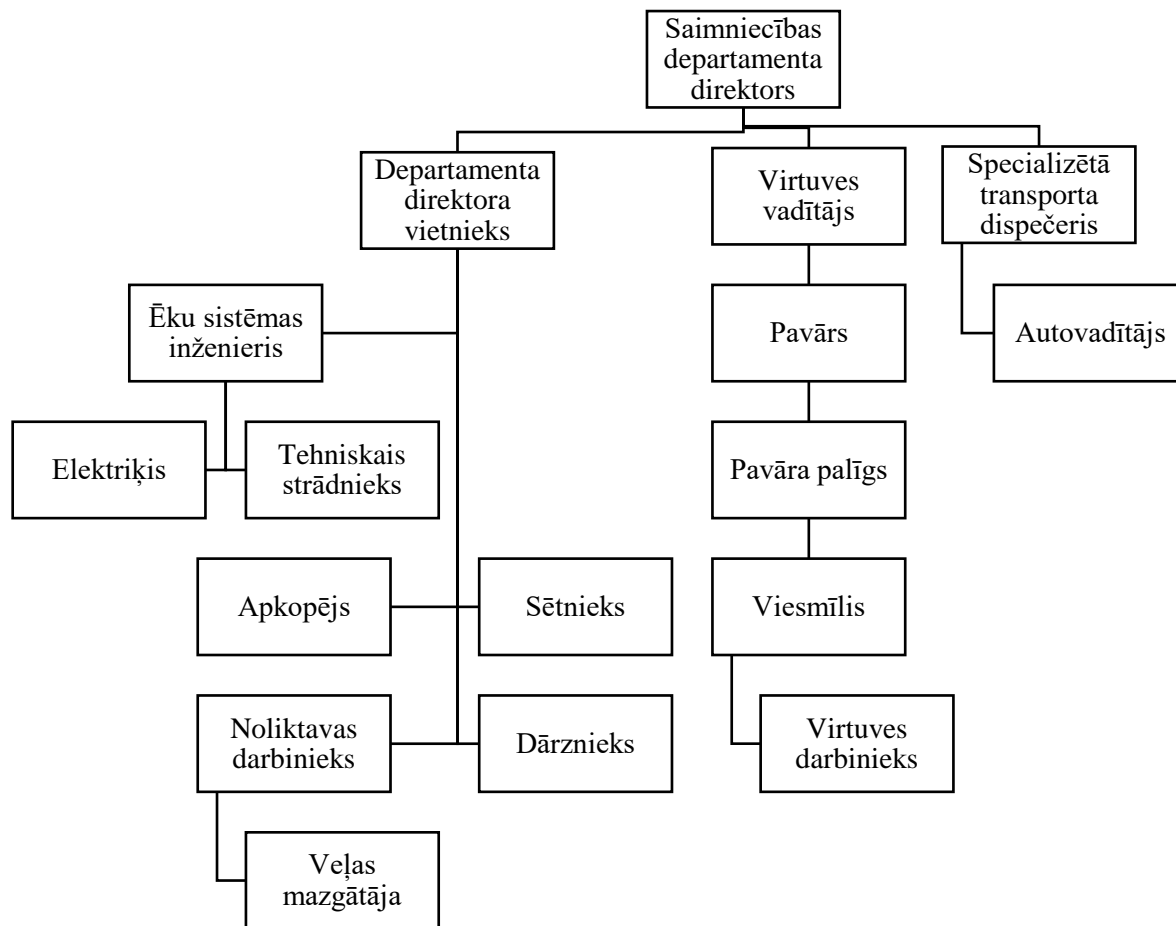 Saimniecības
departamenta
direktors
Departamenta
direktora
vietnieks
Virtuves
vadītājs
Specializētā
transporta
dispečeris
Ēku sistēmas
inženieris
Pavārs
Autovadītājs
Elektriķis
Tehniskais
strādnieks
Pavāra palīgs
Apkopējs
Sētnieks
Viesmīlis
Noliktavas
darbinieks
Dārznieks
Virtuves
darbinieks
Veļas
mazgātāja